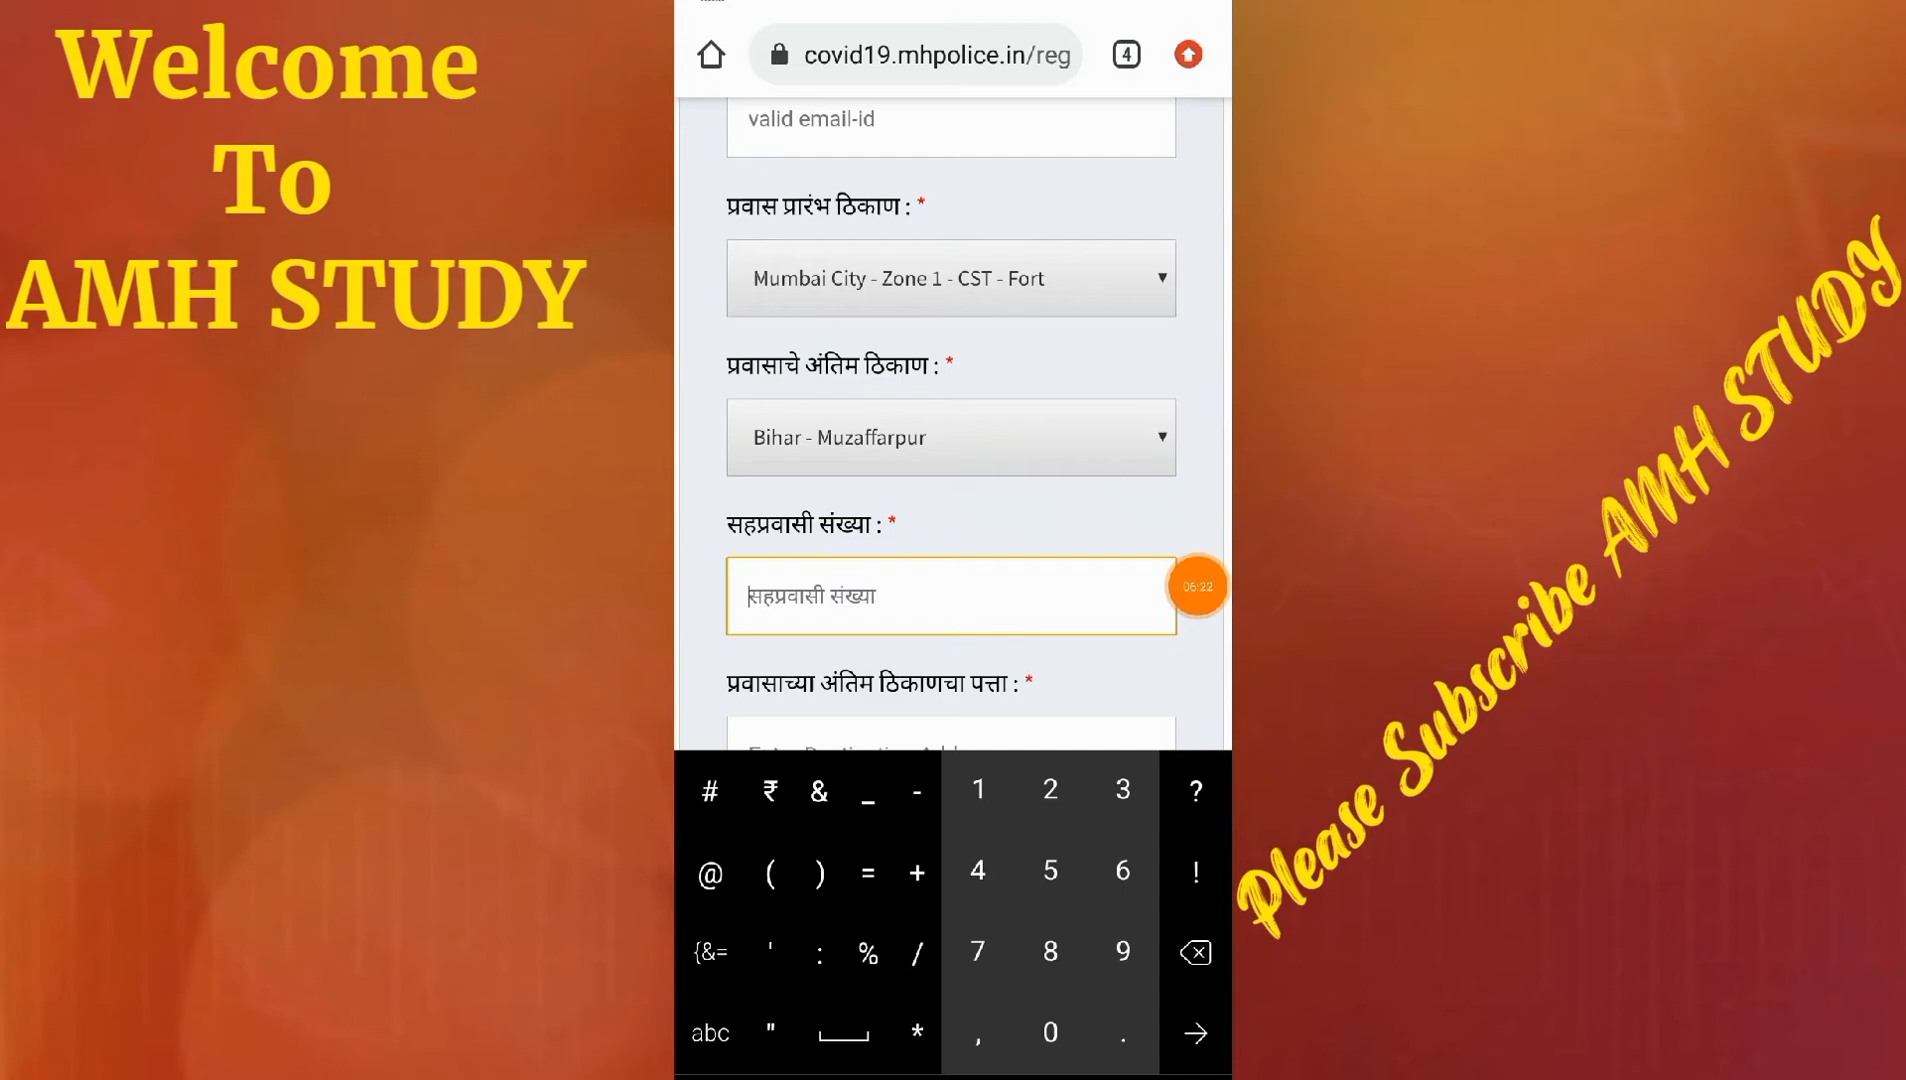 Welcome
To
AMH STUDY
covid19.mhpolice.in/reg
4
valid email-id
प्रवास प्रारंभ ठिकाण : *
Mumbai City - Zone 1 - CST - Fort
प्रवासाचे अंतिम ठिकाण : *
Bihar - Muzaffarpur
सहप्रवासी संख्या : *
सहप्रवासी संख्या
06:22
प्रवासाच्या अंतिम ठिकाणचा पत्ता : *
# ₹ & _ - 1 2 3 ?
@ ( ) = + 4 5 6 !
{&= ' : % / 7 8 9
abc " * , 0 .
Please Subscribe AMH STUDY